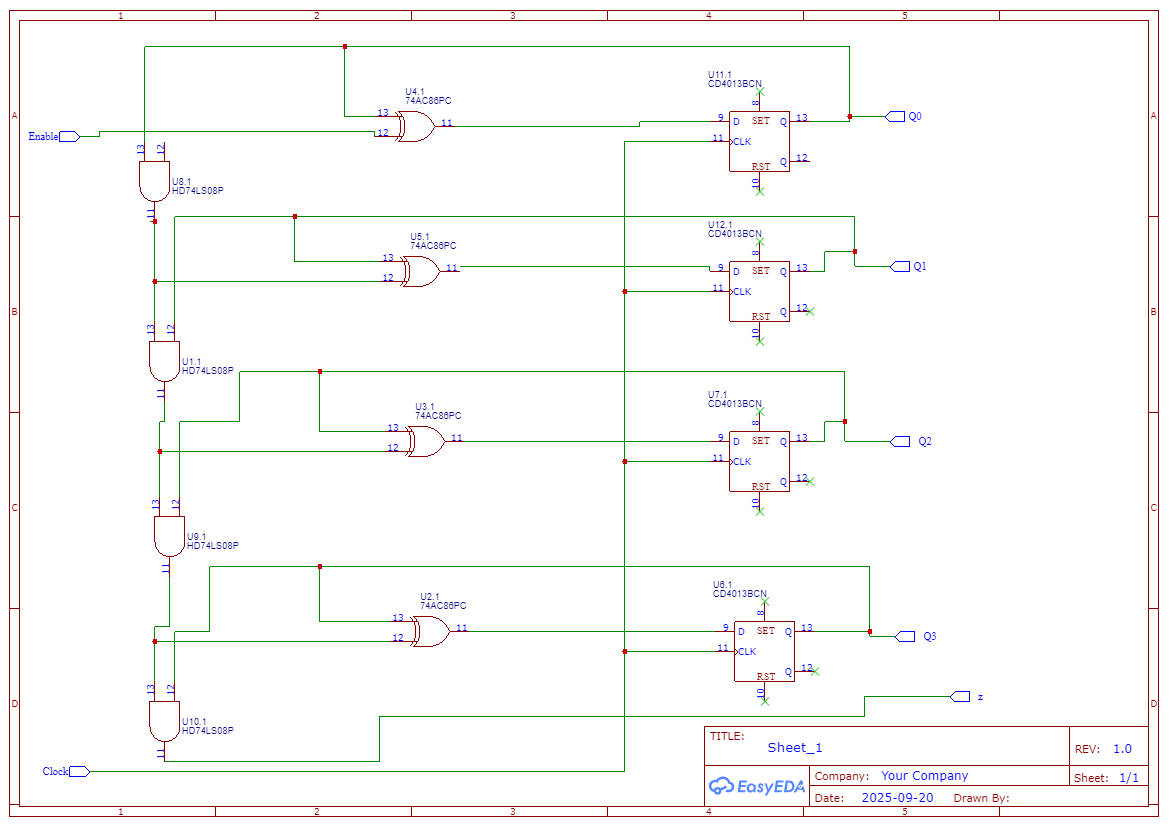 1 2 3 4 5
A A
B B
C C
D D
Enable
13 12
U8.1
HD74LS08P
11
U4.1
74AC86PC
13
12
11
U11.1
CD4013BCN
8
9 D SET Q 13
11 CLK
RST Q 12
10
Q0
U5.1
74AC86PC
13
12
11
U12.1
CD4013BCN
8
9 D SET Q 13
11 CLK
RST Q 12
10
Q1
13 12
U1.1
HD74LS08P
11
U3.1
74AC86PC
13
12
11
U7.1
CD4013BCN
8
9 D SET Q 13
11 CLK
RST Q 12
10
Q2
13 12
U9.1
HD74LS08P
11
U2.1
74AC86PC
13
12
11
U6.1
CD4013BCN
8
9 D SET Q 13
11 CLK
RST Q 12
10
Q3
13 12
U10.1
HD74LS08P
11
z
Clock
TITLE:
Sheet_1
REV: 1.0
EasyEDA
Company: Your Company
Sheet: 1/1
Date: 2025-09-20 Drawn By:
1 2 3 4 5